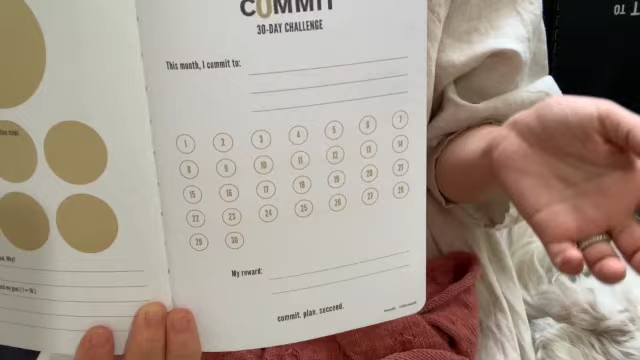 COMMIT
30-DAY CHALLENGE
This month, I commit to:
1 2 3 4 5 6 7
8 9 10 11 12 13 14
15 16 17 18 19 20 21
22 23 24 25 26 27 28
29 30
My reward:
commit. plan. succeed.
TO